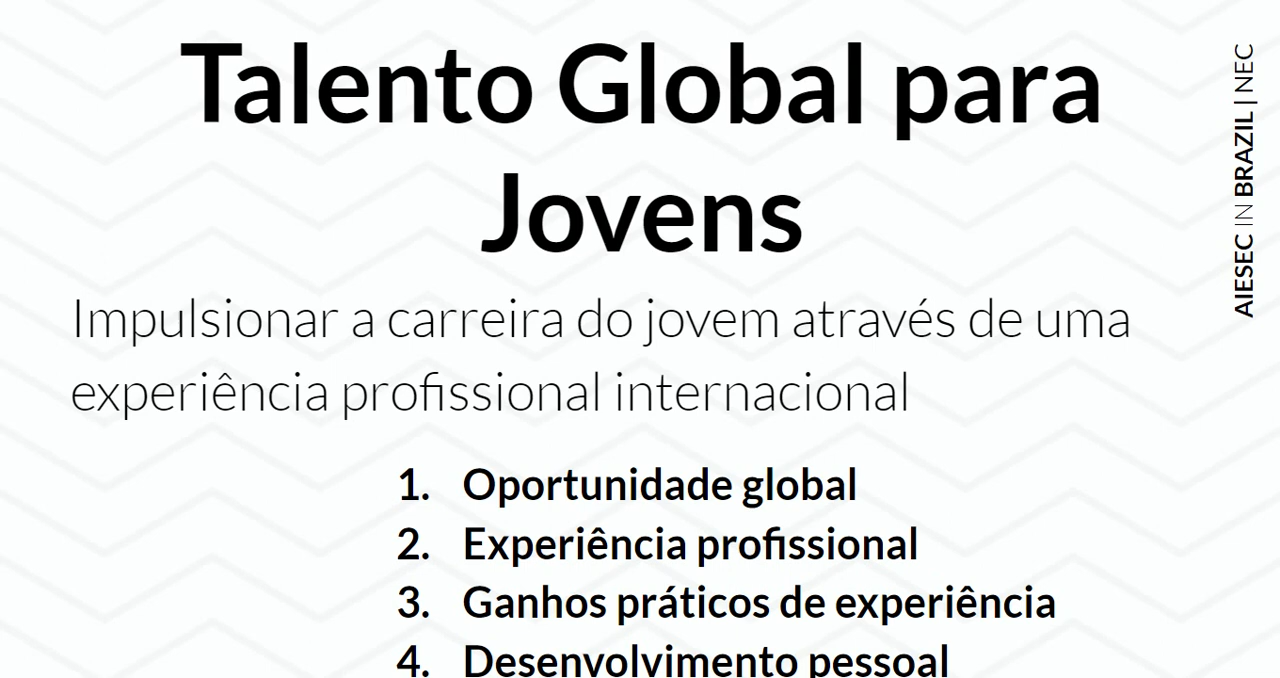 Talento Global para
Jovens
Impulsionar a carreira do jovem através de uma
experiência profissional internacional
1. Oportunidade global
2. Experiência profissional
3. Ganhos práticos de experiência
4. Desenvolvimento pessoal
AIESEC IN BRAZIL | NEC